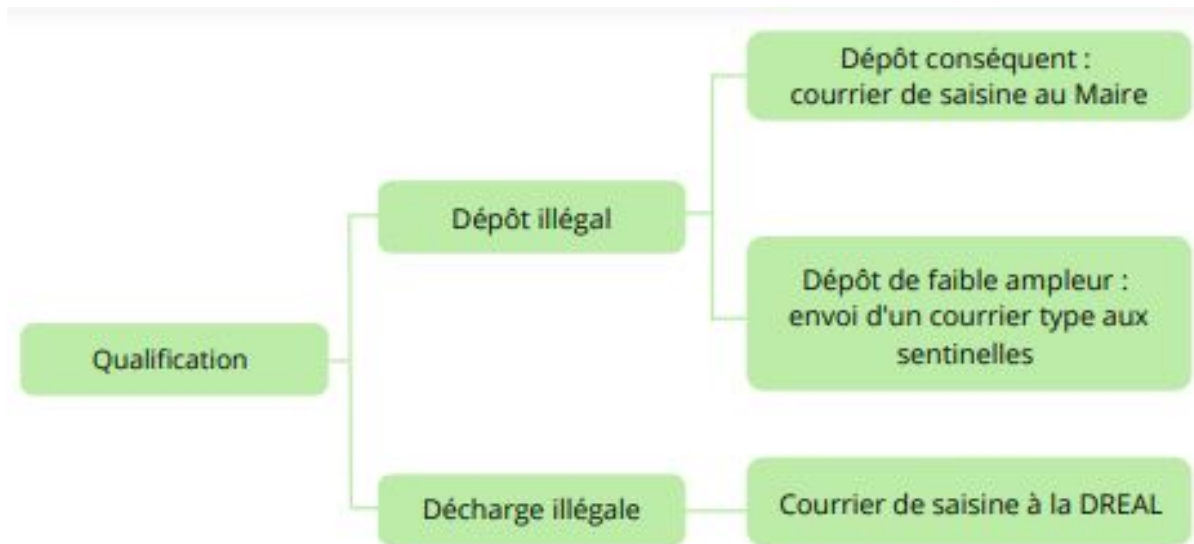 Dépôt conséquent :
courrier de saisine au Maire
Dépôt illégal
Dépôt de faible ampleur :
envoi d'un courrier type aux
sentinelles
Qualification
Décharge illégale
Courrier de saisine à la DREAL